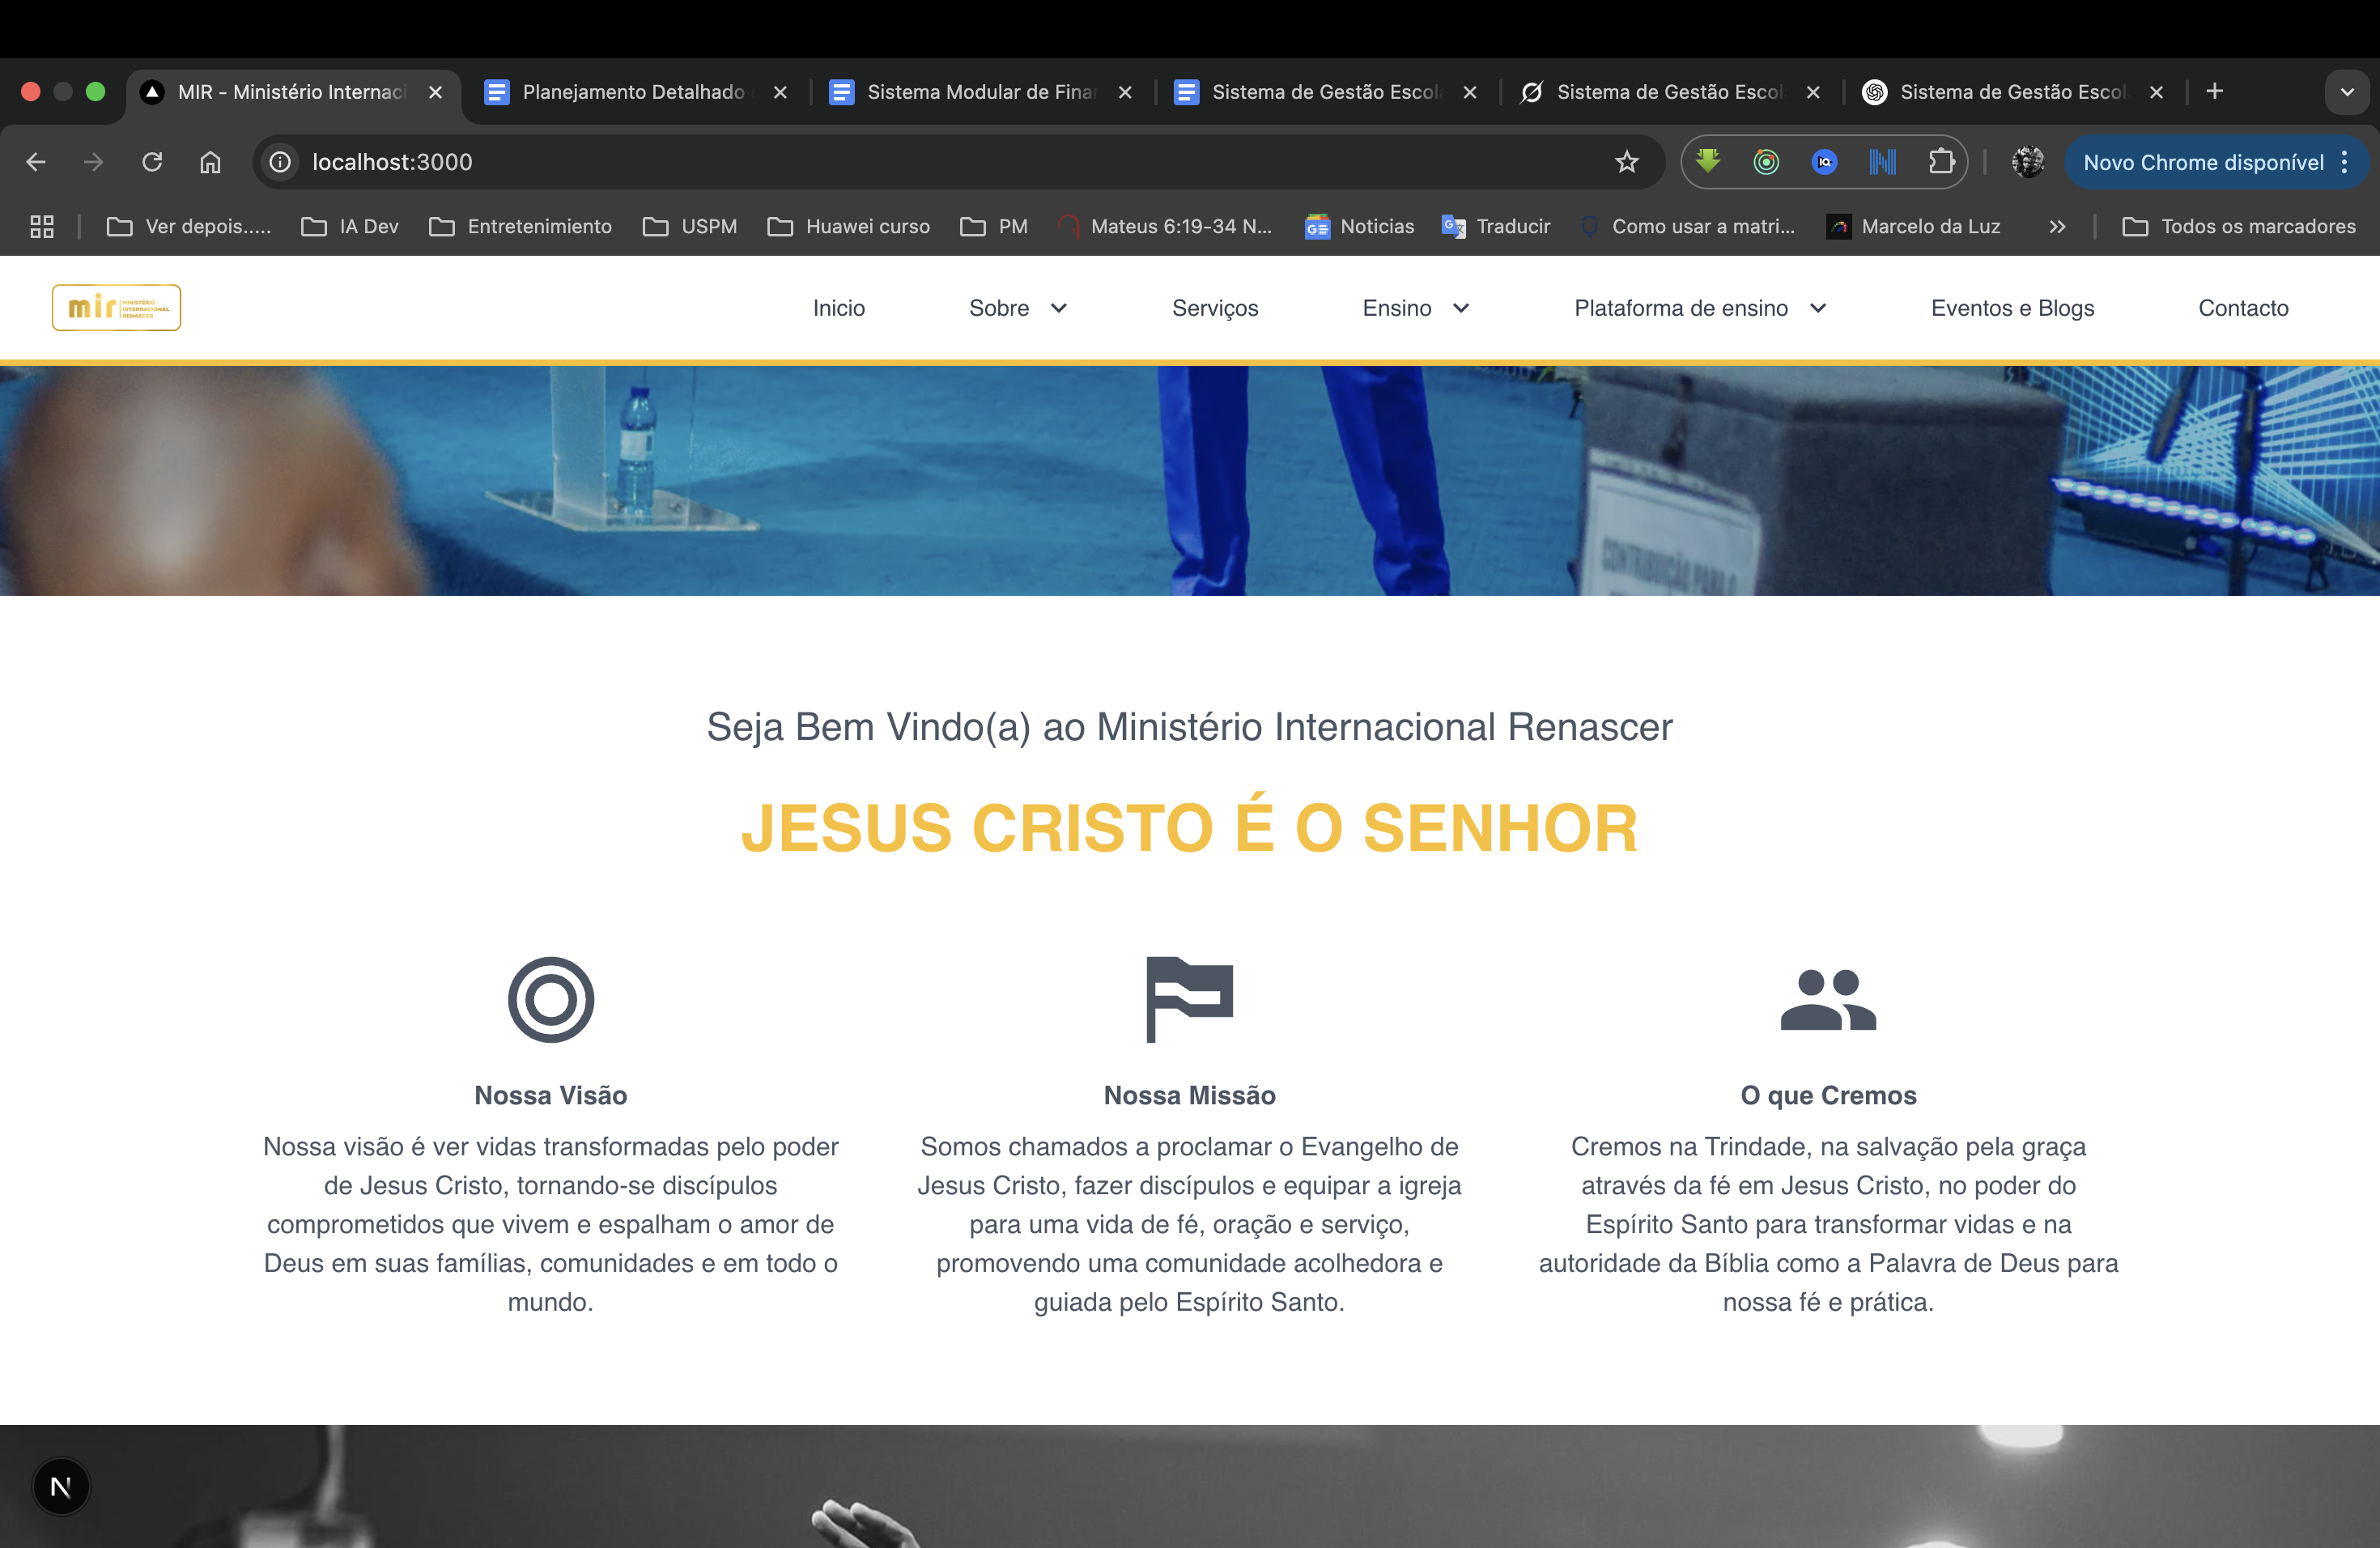 MIR - Ministério Internaci
Planejamento Detalhado
Sistema Modular de Finan
Sistema de Gestão Escola
Sistema de Gestão Escol
Sistema de Gestão Escol
localhost:3000
Novo Chrome disponível
Ver depois.....
IA Dev
Entretenimiento
USPM
Huawei curso
PM
Mateus 6:19-34 N...
Noticias
Traducir
Como usar a matri...
Marcelo da Luz
Todos os marcadores
mir MINISTÉRIO
INTERNACIONAL
RENASCER
Inicio
Sobre
Serviços
Ensino
Plataforma de ensino
Eventos e Blogs
Contacto
CONTRIBUIÇÃO PARA O
Seja Bem Vindo(a) ao Ministério Internacional Renascer
JESUS CRISTO É O SENHOR
Nossa Visão
Nossa visão é ver vidas transformadas pelo poder
de Jesus Cristo, tornando-se discípulos
comprometidos que vivem e espalham o amor de
Deus em suas famílias, comunidades e em todo o
mundo.
Nossa Missão
Somos chamados a proclamar o Evangelho de
Jesus Cristo, fazer discípulos e equipar a igreja
para uma vida de fé, oração e serviço,
promovendo uma comunidade acolhedora e
guiada pelo Espírito Santo.
O que Cremos
Cremos na Trindade, na salvação pela graça
através da fé em Jesus Cristo, no poder do
Espírito Santo para transformar vidas e na
autoridade da Bíblia como a Palavra de Deus para
nossa fé e prática.
N